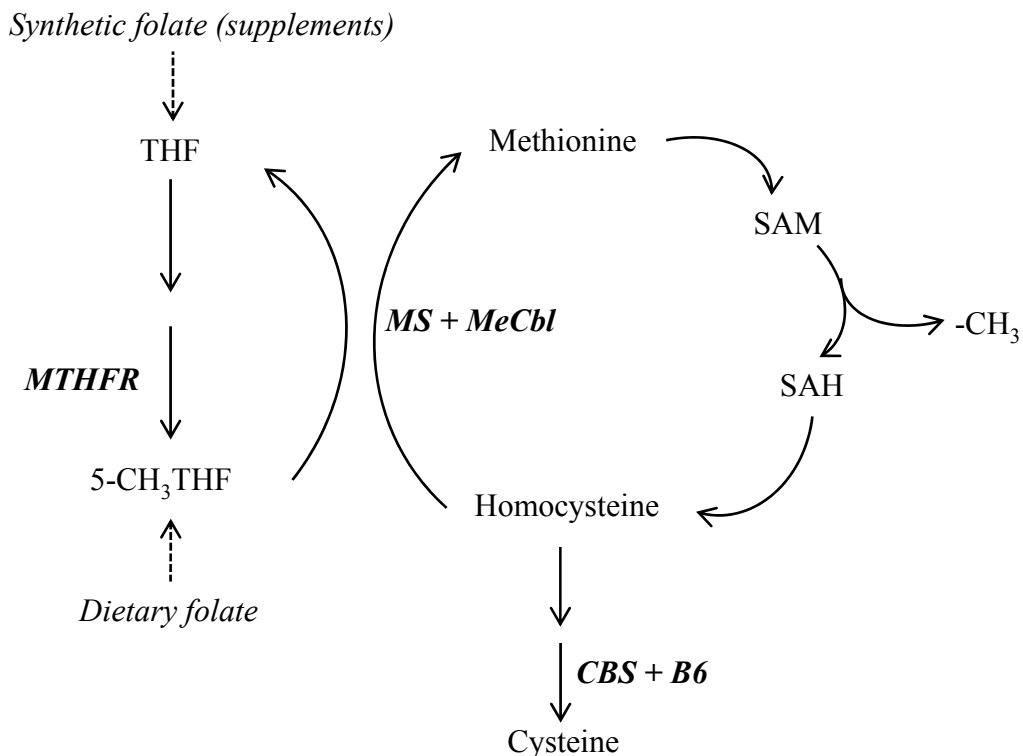 Synthetic folate (supplements)
THF
Methionine
SAM
MS + MeCbl
-CH₃
MTHFR
SAH
5-CH₃THF
Homocysteine
Dietary folate
CBS + B6
Cysteine